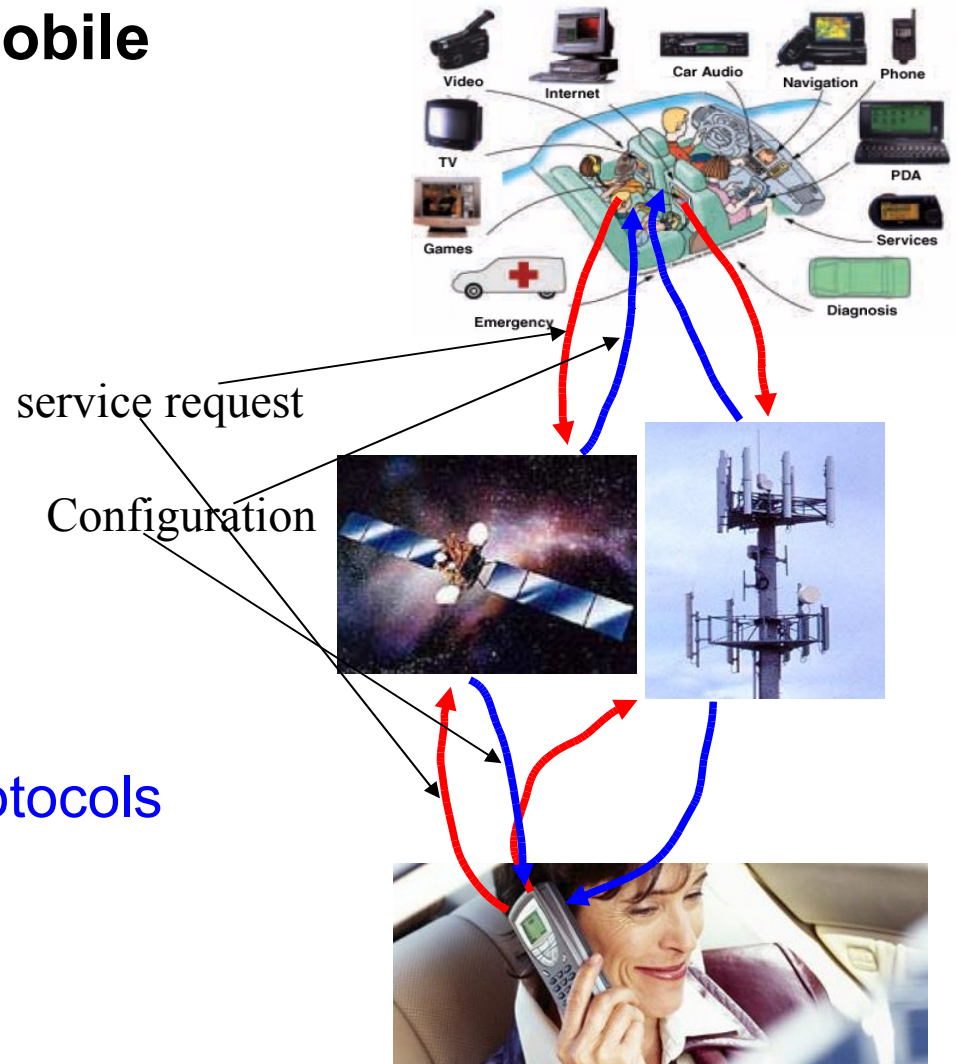 obile
Video
Internet
Car Audio
Navigation
Phone
TV
PDA
Games
Services
Emergency
Diagnosis
service request
Configuration
otocols